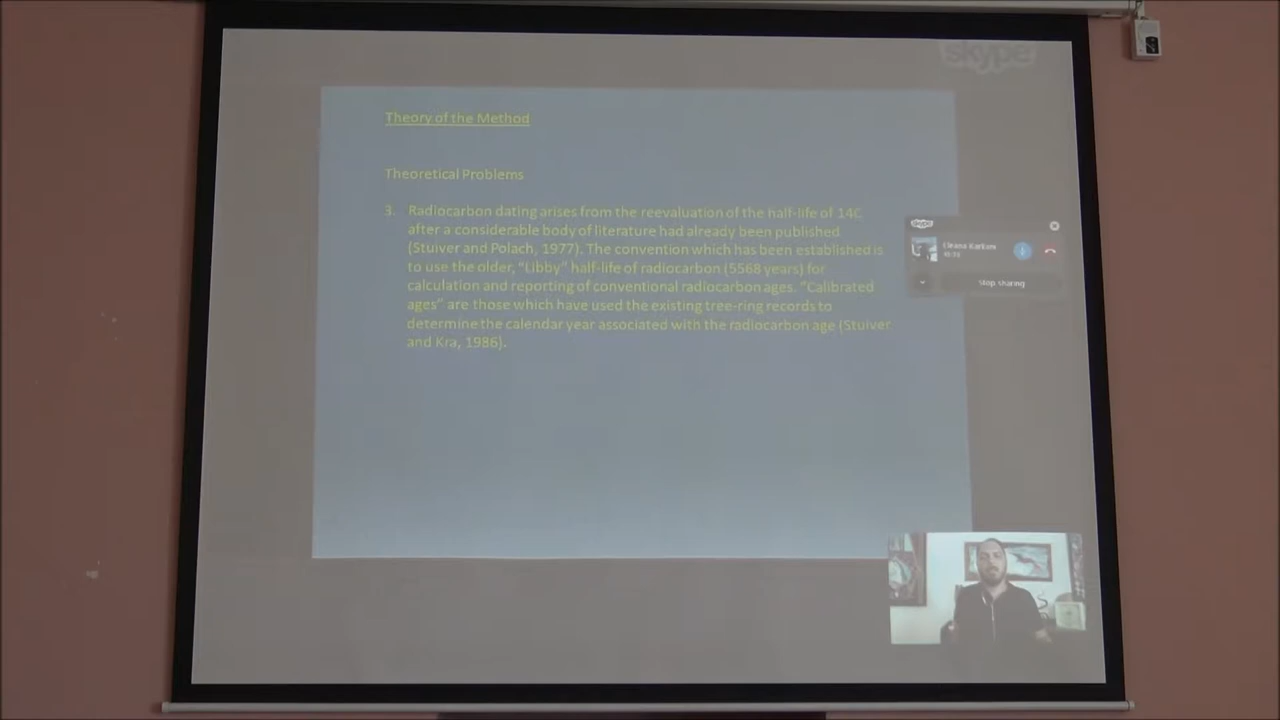 skype
Theory of the Method
Theoretical Problems
3. Radiocarbon dating arises from the reevaluation of the half-life of 14C
after a considerable body of literature had already been published
(Stuiver and Polach, 1977). The convention which has been established is
to use the older, “Libby” half-life of radiocarbon (5568 years) for
calculation and reporting of conventional radiocarbon ages. “Calibrated
ages” are those which have used the existing tree-ring records to
determine the calendar year associated with the radiocarbon age (Stuiver
and Kra, 1986).
skype
Stop sharing